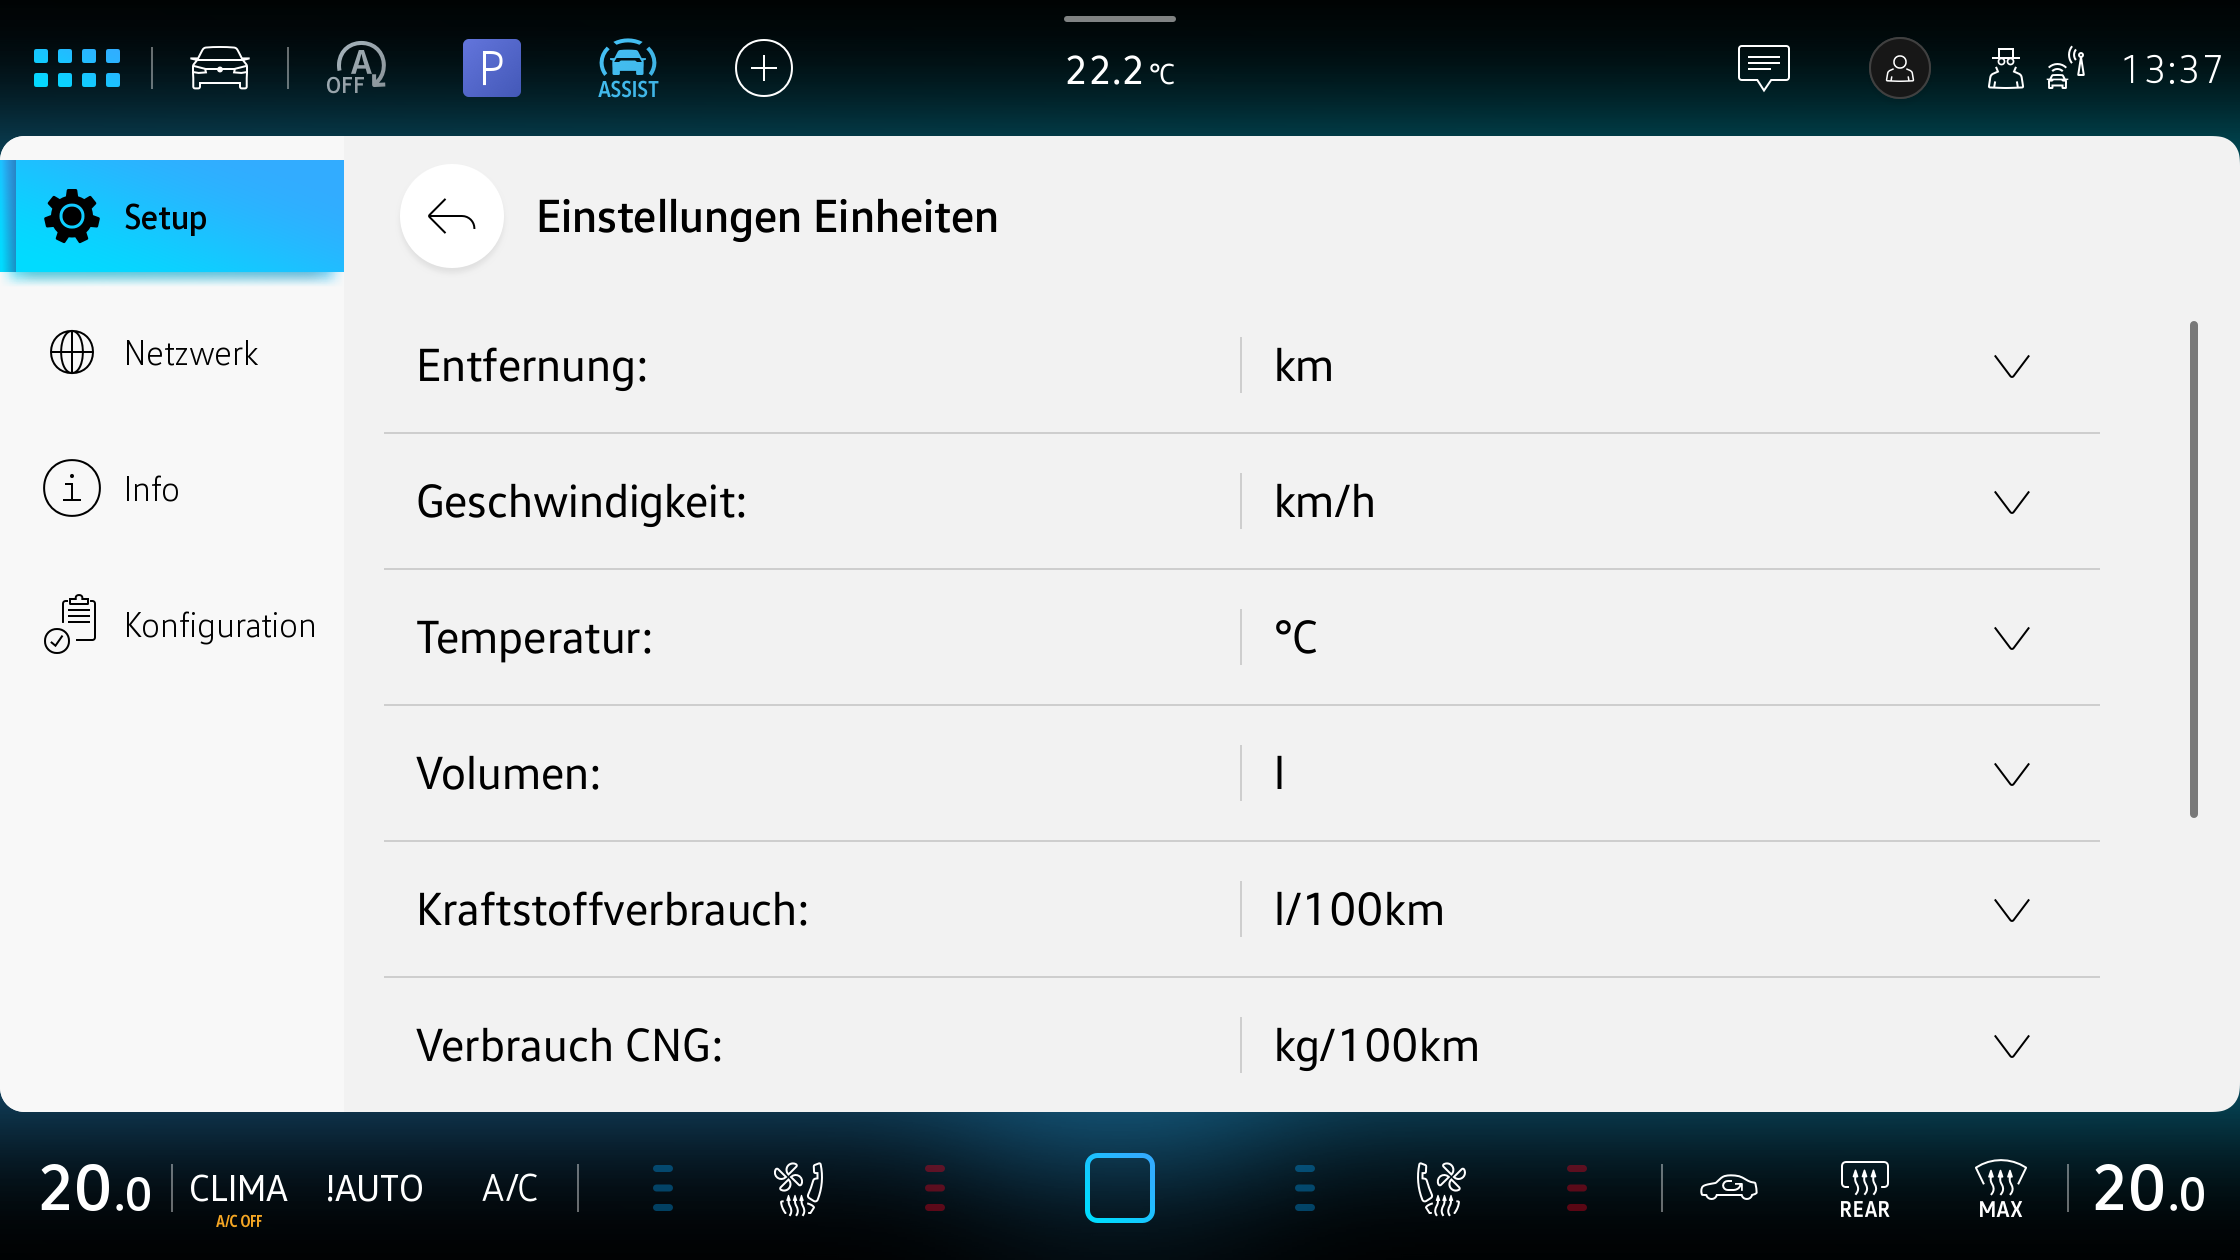 A
OFF
P
ASSIST
22.2 °C
13:37
Setup
Netzwerk
Info
Konfiguration
Einstellungen Einheiten
Entfernung: km
Geschwindigkeit: km/h
Temperatur: °C
Volumen: l
Kraftstoffverbrauch: l/100km
Verbrauch CNG: kg/100km
20.0
CLIMA
A/C OFF
!AUTO
A/C
REAR
MAX
20.0